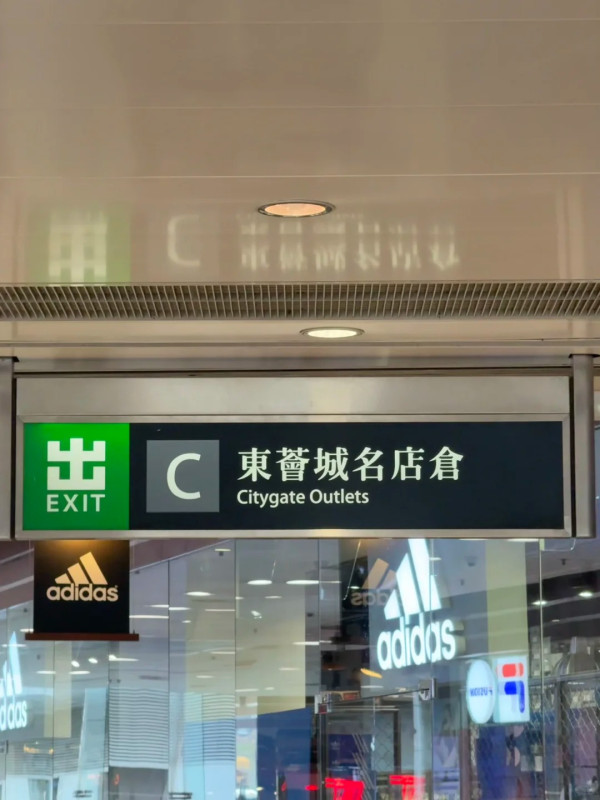 出
EXIT
C
東薈城名店倉
Citygate Outlets
adidas
adidas